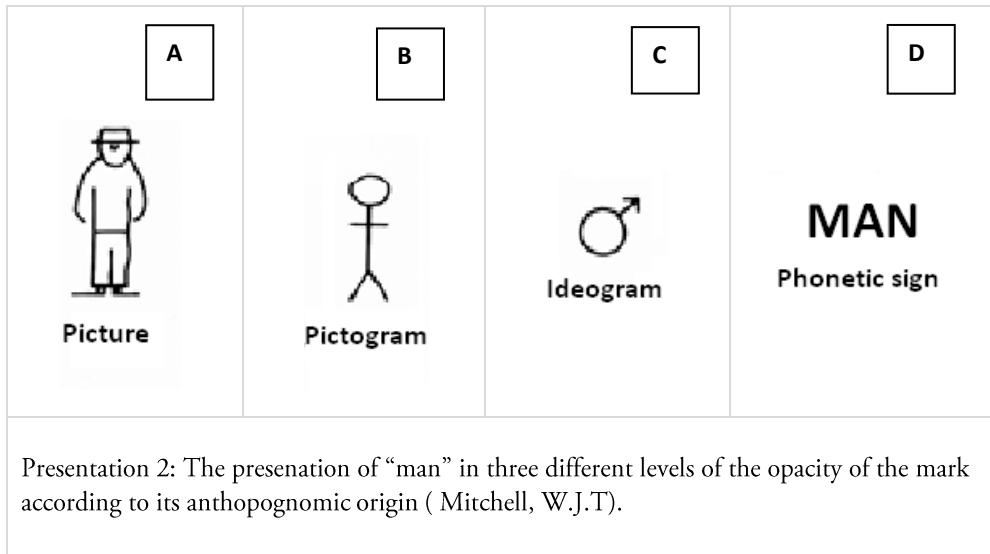 A
B
C
D
Picture
Pictogram
Ideogram
MAN
Phonetic sign
Presentation 2: The presenation of “man” in three different levels of the opacity of the mark
according to its anthopognomic origin ( Mitchell, W.J.T).